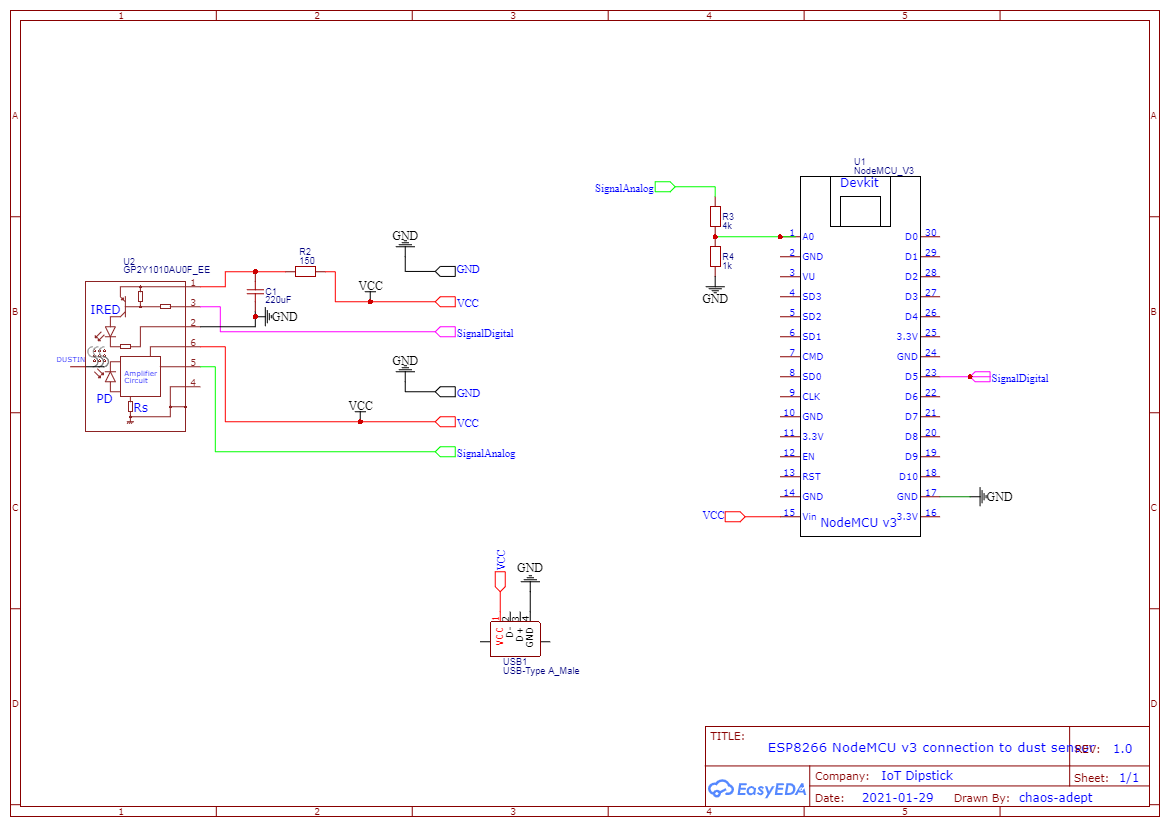 1 2 3 4 5
A A
B B
C C
D D
U1
NodeMCU_V3
Devkit
SignalAnalog
R3
4k
R4
1k
GND
1 A0 D0 30
2 GND D1 29
3 VU D2 28
4 SD3 D3 27
5 SD2 D4 26
6 SD1 3.3V 25
7 CMD GND 24
8 SD0 D5 23 SignalDigital
9 CLK D6 22
10 GND D7 21
11 3.3V D8 20
12 EN D9 19
13 RST D10 18
14 GND GND 17 GND
VCC 15 Vin 3.3V 16
NodeMCU v3
U2
GP2Y1010AU0F_EE
R2
150
C1
220uF
GND
GND
GND
VCC
VCC
SignalDigital
GND
GND
VCC
VCC
SignalAnalog
1
3
2
6
5
4
IRED
DUSTIN
Amplifier
Circuit
PD
Rs
VCC
GND
1 2 3 4
VCC D- D+ GND
USB1
USB-Type A_Male
TITLE:
ESP8266 NodeMCU v3 connection to dust sensor
REV: 1.0
EasyEDA
Company: IoT Dipstick
Sheet: 1/1
Date: 2021-01-29
Drawn By: chaos-adept
1 2 3 4 5